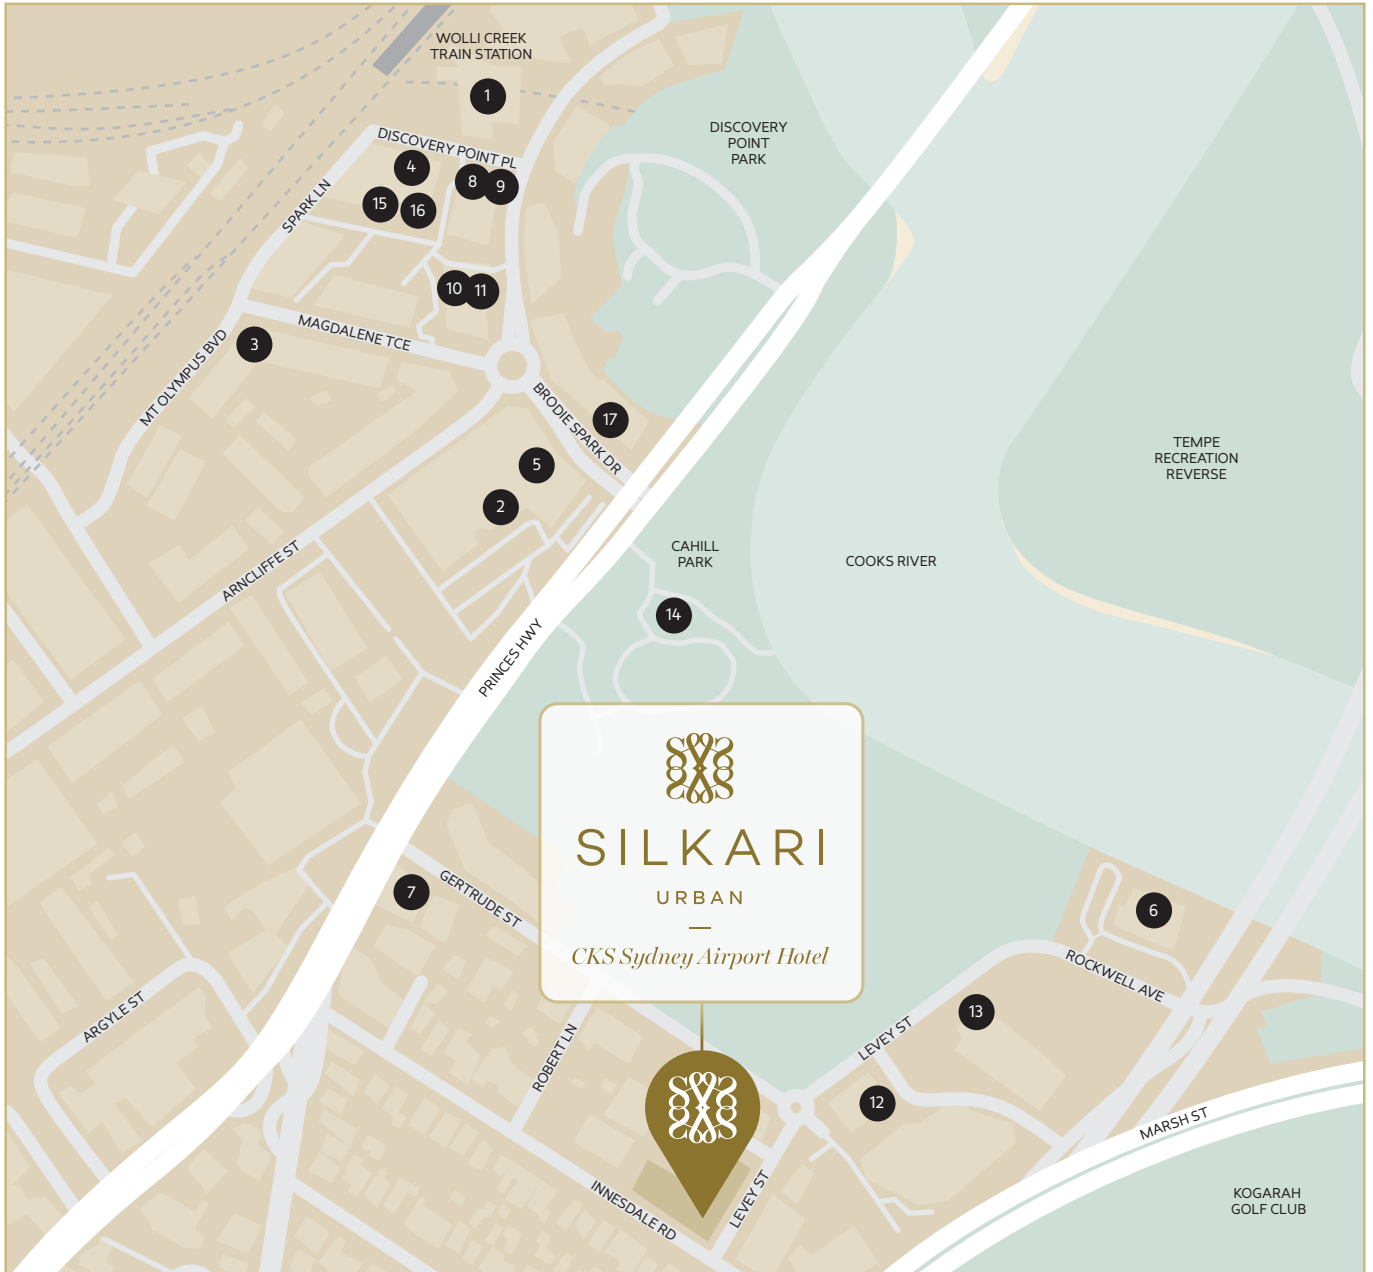 WOLLI CREEK
TRAIN STATION
1
DISCOVERY POINT PL
DISCOVERY
POINT
PARK
4
8
9
15
16
SPARK LN
10
11
MAGDALENE TCE
3
MT OLYMPUS BVD
BRODIE SPARK DR
17
5
2
TEMPE
RECREATION
REVERSE
CAHILL
PARK
COOKS RIVER
ARNCLIFFE ST
14
PRINCES HWY
SILKARI
URBAN
CKS Sydney Airport Hotel
7
GERTRUDE ST
6
ROCKWELL AVE
ARGYLE ST
13
LEVEY ST
ROBERT LN
12
MARSH ST
INNESDALE RD
LEVEY ST
KOGARAH
GOLF CLUB